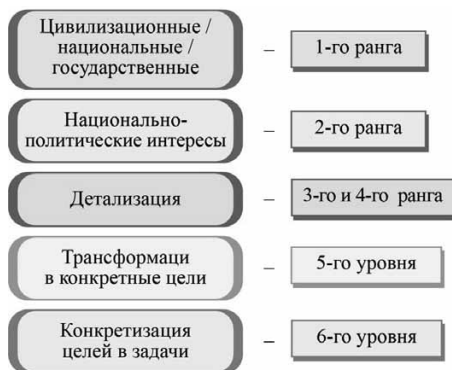 Цивилизационные /
национальные /
государственные
– 1-го ранга
Национально-
политические интересы
– 2-го ранга
Детализация – 3-го и 4-го ранга
Трансформаци
в конкретные цели
– 5-го уровня
Конкретизация
целей в задачи
– 6-го уровня